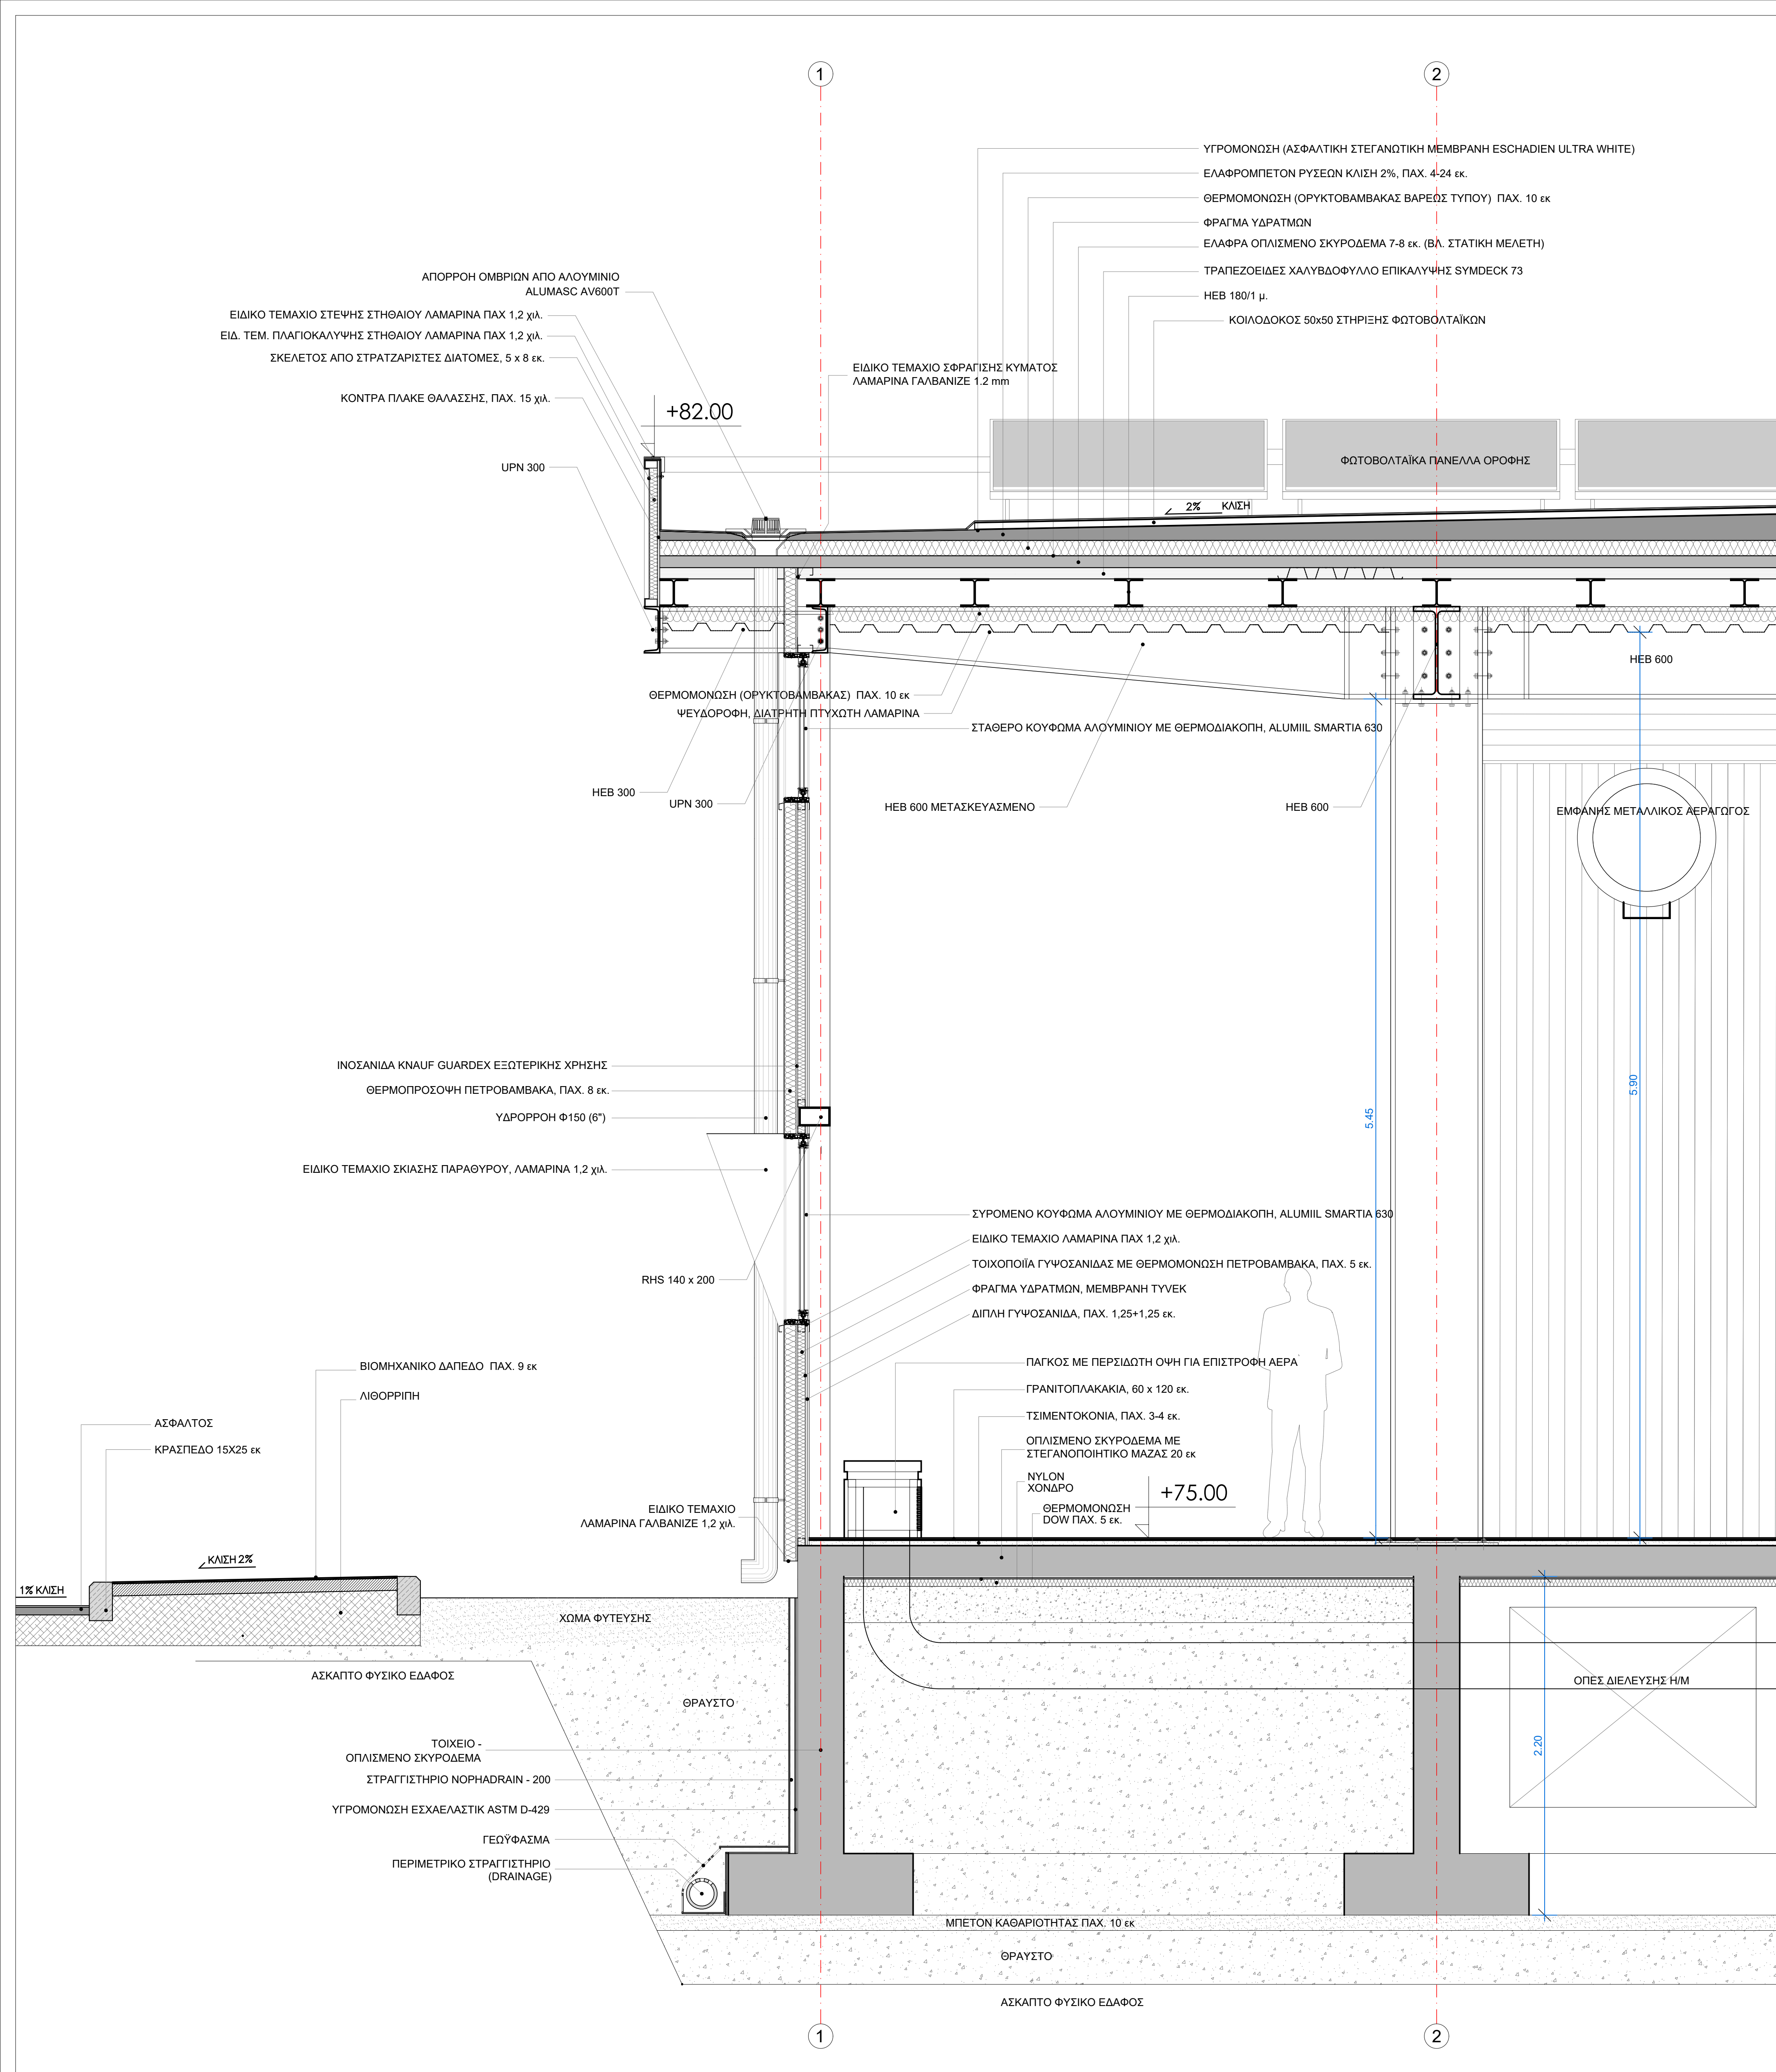 1
2
ΥΓΡΟΜΟΝΩΣΗ (ΑΣΦΑΛΤΙΚΗ ΣΤΕΓΑΝΩΤΙΚΗ ΜΕΜΒΡΑΝΗ ESCHADIEN ULTRA WHITE)
ΕΛΑΦΡΟΜΠΕΤΟΝ ΡΥΣΕΩΝ ΚΛΙΣΗ 2%, ΠΑΧ. 4-24 εκ.
ΘΕΡΜΟΜΟΝΩΣΗ (ΟΡΥΚΤΟΒΑΜΒΑΚΑΣ ΒΑΡΕΩΣ ΤΥΠΟΥ) ΠΑΧ. 10 εκ
ΦΡΑΓΜΑ ΥΔΡΑΤΜΩΝ
ΕΛΑΦΡΑ ΟΠΛΙΣΜΕΝΟ ΣΚΥΡΟΔΕΜΑ 7-8 εκ. (ΒΛ. ΣΤΑΤΙΚΗ ΜΕΛΕΤΗ)
ΤΡΑΠΕΖΟΕΙΔΕΣ ΧΑΛΥΒΔΟΦΥΛΛΟ ΕΠΙΚΑΛΥΨΗΣ SYMDECK 73
HEB 180/1 μ.
ΚΟΙΛΟΔΟΚΟΣ 50x50 ΣΤΗΡΙΞΗΣ ΦΩΤΟΒΟΛΤΑΪΚΩΝ
ΑΠΟΡΡΟΗ ΟΜΒΡΙΩΝ ΑΠΟ ΑΛΟΥΜΙΝΙΟ
ALUMASC AV600T
ΕΙΔΙΚΟ ΤΕΜΑΧΙΟ ΣΤΕΨΗΣ ΣΤΗΘΑΙΟΥ ΛΑΜΑΡΙΝΑ ΠΑΧ 1,2 χιλ.
ΕΙΔ. ΤΕΜ. ΠΛΑΓΙΟΚΑΛΥΨΗΣ ΣΤΗΘΑΙΟΥ ΛΑΜΑΡΙΝΑ ΠΑΧ 1,2 χιλ.
ΣΚΕΛΕΤΟΣ ΑΠΟ ΣΤΡΑΤΖΑΡΙΣΤΕΣ ΔΙΑΤΟΜΕΣ, 5 x 8 εκ.
ΚΟΝΤΡΑ ΠΛΑΚΕ ΘΑΛΑΣΣΗΣ, ΠΑΧ. 15 χιλ.
UPN 300
ΕΙΔΙΚΟ ΤΕΜΑΧΙΟ ΣΦΡΑΓΙΣΗΣ ΚΥΜΑΤΟΣ
ΛΑΜΑΡΙΝΑ ΓΑΛΒΑΝΙΖΕ 1.2 mm
+82.00
ΦΩΤΟΒΟΛΤΑΪΚΑ ΠΑΝΕΛΛΑ ΟΡΟΦΗΣ
2% ΚΛΙΣΗ
HEB 600
ΘΕΡΜΟΜΟΝΩΣΗ (ΟΡΥΚΤΟΒΑΜΒΑΚΑΣ) ΠΑΧ. 10 εκ
ΨΕΥΔΟΡΟΦΗ, ΔΙΑΤΡΗΤΗ ΠΤΥΧΩΤΗ ΛΑΜΑΡΙΝΑ
ΣΤΑΘΕΡΟ ΚΟΥΦΩΜΑ ΑΛΟΥΜΙΝΙΟΥ ΜΕ ΘΕΡΜΟΔΙΑΚΟΠΗ, ALUMIIL SMARTIA 630
HEB 300
UPN 300
HEB 600 ΜΕΤΑΣΚΕΥΑΣΜΕΝΟ
HEB 600
ΕΜΦΑΝΗΣ ΜΕΤΑΛΛΙΚΟΣ ΑΕΡΑΓΩΓΟΣ
ΙΝΟΣΑΝΙΔΑ KNAUF GUARDEX ΕΞΩΤΕΡΙΚΗΣ ΧΡΗΣΗΣ
ΘΕΡΜΟΠΡΟΣΟΨΗ ΠΕΤΡΟΒΑΜΒΑΚΑ, ΠΑΧ. 8 εκ.
ΥΔΡΟΡΡΟΗ Φ150 (6")
ΕΙΔΙΚΟ ΤΕΜΑΧΙΟ ΣΚΙΑΣΗΣ ΠΑΡΑΘΥΡΟΥ, ΛΑΜΑΡΙΝΑ 1,2 χιλ.
5.45
5.90
ΣΥΡΟΜΕΝΟ ΚΟΥΦΩΜΑ ΑΛΟΥΜΙΝΙΟΥ ΜΕ ΘΕΡΜΟΔΙΑΚΟΠΗ, ALUMIIL SMARTIA 630
ΕΙΔΙΚΟ ΤΕΜΑΧΙΟ ΛΑΜΑΡΙΝΑ ΠΑΧ 1,2 χιλ.
ΤΟΙΧΟΠΟΙΪΑ ΓΥΨΟΣΑΝΙΔΑΣ ΜΕ ΘΕΡΜΟΜΟΝΩΣΗ ΠΕΤΡΟΒΑΜΒΑΚΑ, ΠΑΧ. 5 εκ.
RHS 140 x 200
ΦΡΑΓΜΑ ΥΔΡΑΤΜΩΝ, ΜΕΜΒΡΑΝΗ TYVEK
ΔΙΠΛΗ ΓΥΨΟΣΑΝΙΔΑ, ΠΑΧ. 1,25+1,25 εκ.
ΠΑΓΚΟΣ ΜΕ ΠΕΡΣΙΔΩΤΗ ΟΨΗ ΓΙΑ ΕΠΙΣΤΡΟΦΗ ΑΕΡΑ
ΓΡΑΝΙΤΟΠΛΑΚΑΚΙΑ, 60 x 120 εκ.
ΤΣΙΜΕΝΤΟΚΟΝΙΑ, ΠΑΧ. 3-4 εκ.
ΟΠΛΙΣΜΕΝΟ ΣΚΥΡΟΔΕΜΑ ΜΕ
ΣΤΕΓΑΝΟΠΟΙΗΤΙΚΟ ΜΑΖΑΣ 20 εκ
NYLON
ΧΟΝΔΡΟ
ΘΕΡΜΟΜΟΝΩΣΗ
DOW ΠΑΧ. 5 εκ.
+75.00
ΒΙΟΜΗΧΑΝΙΚΟ ΔΑΠΕΔΟ ΠΑΧ. 9 εκ
ΛΙΘΟΡΡΙΠΗ
ΑΣΦΑΛΤΟΣ
ΚΡΑΣΠΕΔΟ 15X25 εκ
ΕΙΔΙΚΟ ΤΕΜΑΧΙΟ
ΛΑΜΑΡΙΝΑ ΓΑΛΒΑΝΙΖΕ 1,2 χιλ.
ΚΛΙΣΗ 2%
1% ΚΛΙΣΗ
ΧΩΜΑ ΦΥΤΕΥΣΗΣ
ΑΣΚΑΠΤΟ ΦΥΣΙΚΟ ΕΔΑΦΟΣ
ΘΡΑΥΣΤΟ
ΟΠΕΣ ΔΙΕΛΕΥΣΗΣ Η/Μ
2.20
ΤΟΙΧΕΙΟ -
ΟΠΛΙΣΜΕΝΟ ΣΚΥΡΟΔΕΜΑ
ΣΤΡΑΓΓΙΣΤΗΡΙΟ NOPHADRAIN - 200
ΥΓΡΟΜΟΝΩΣΗ ΕΣΧΑΕΛΑΣΤΙΚ ASTM D-429
ΓΕΩΫΦΑΣΜΑ
ΠΕΡΙΜΕΤΡΙΚΟ ΣΤΡΑΓΓΙΣΤΗΡΙΟ
(DRAINAGE)
ΜΠΕΤΟΝ ΚΑΘΑΡΙΟΤΗΤΑΣ ΠΑΧ. 10 εκ
ΘΡΑΥΣΤΟ
ΑΣΚΑΠΤΟ ΦΥΣΙΚΟ ΕΔΑΦΟΣ
1
2